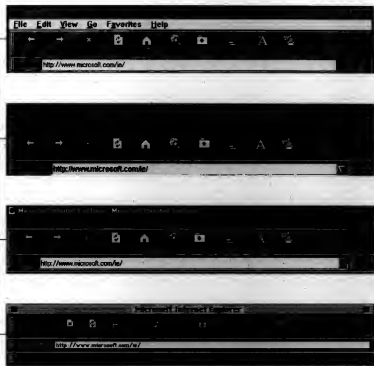 File Edit View Go Favorites Help
A
http://www.microsoft.com/ie/
A
http://www.microsoft.com/ie/
A
http://www.microsoft.com/ie/
Microsoft Internet Explorer
http://www.microsoft.com/ie/